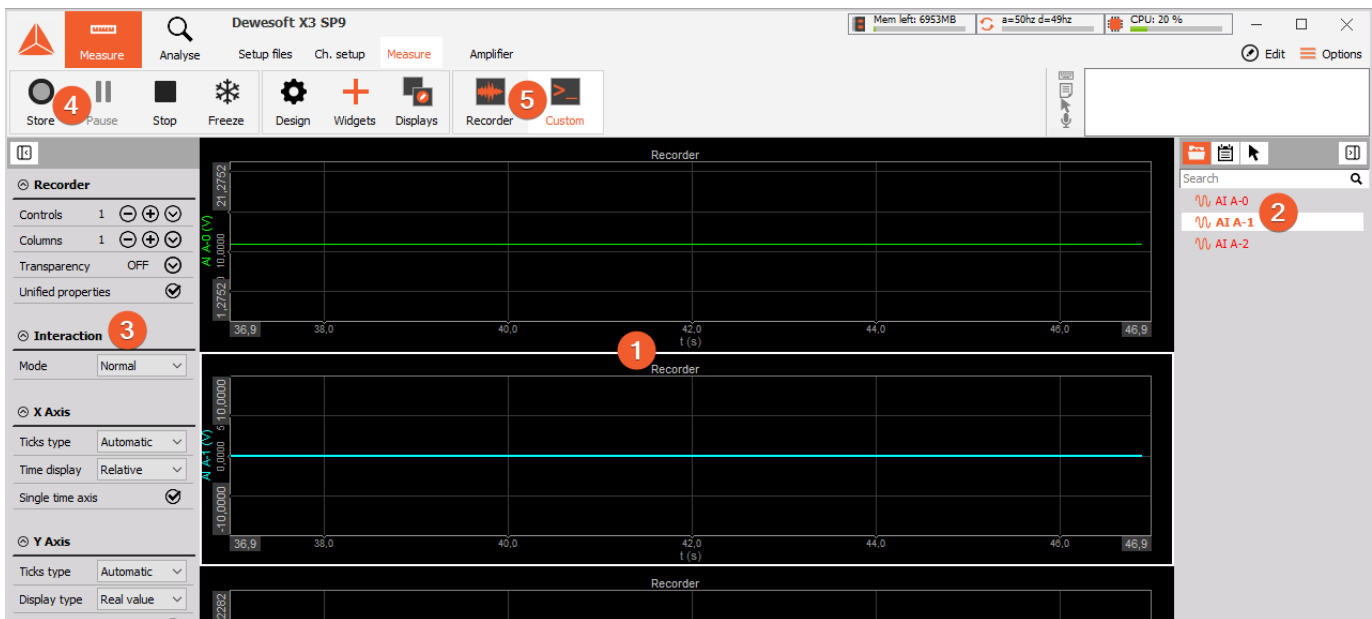 Dewesoft X3 SP9
Mem left: 6953MB
a=50hz d=49hz
CPU: 20 %
Measure
Analyse
Setup files
Ch. setup
Measure
Amplifier
Edit
Options
Store
4
Pause
Stop
Freeze
Design
Widgets
Displays
Recorder
5
>_
Custom
Recorder
Controls 1
Columns 1
Transparency OFF
Unified properties
Interaction 3
Mode Normal
X Axis
Ticks type Automatic
Time display Relative
Single time axis
Y Axis
Ticks type Automatic
Display type Real value
Recorder
21,2752
10,0000
1,2752
AI A-0 (V)
36,9 38,0 40,0 42,0 44,0 46,0 46,9
t (s)
1
Recorder
10,0000
5
0,0000
-10,0000
AI A-1 (V)
36,9 38,0 40,0 42,0 44,0 46,0 46,9
t (s)
Recorder
2282
Search
AI A-0
2
AI A-1
AI A-2